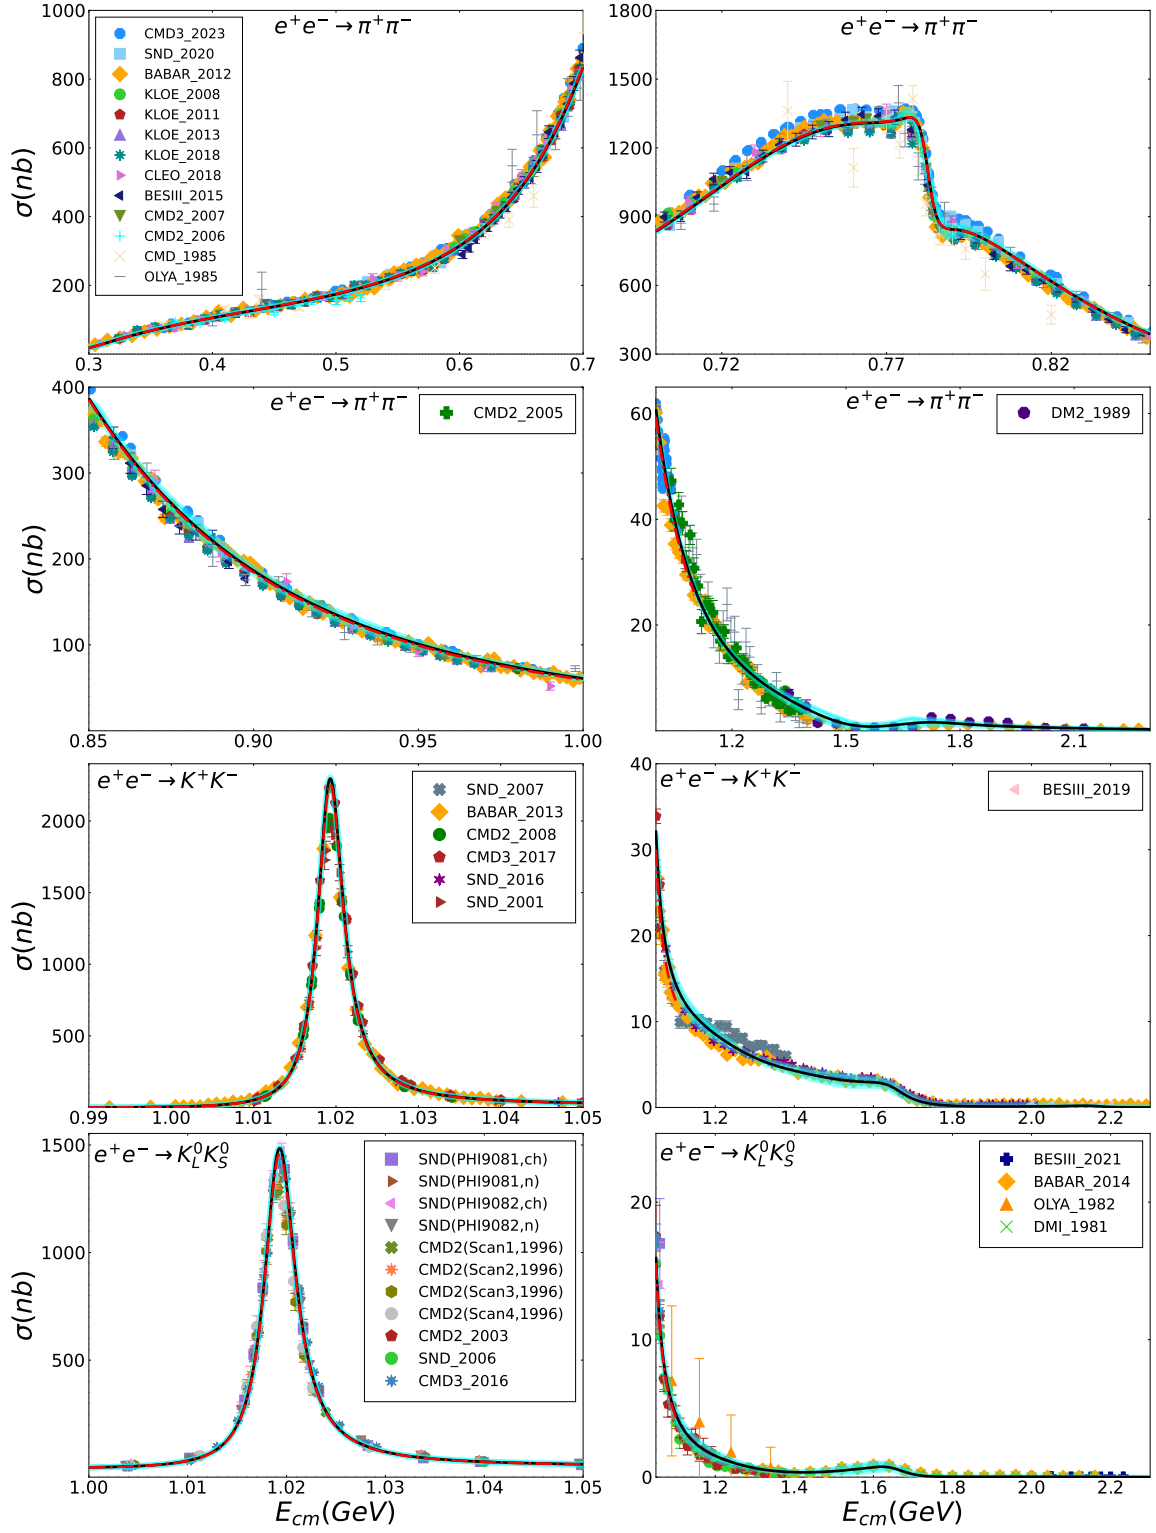 e⁺e⁻→π⁺π⁻
1000
800
600
400
200
σ(nb)
CMD3_2023
SND_2020
BABAR_2012
KLOE_2008
KLOE_2011
KLOE_2013
KLOE_2018
CLEO_2018
BESIII_2015
CMD2_2007
CMD2_2006
CMD_1985
OLYA_1985
0.3 0.4 0.5 0.6 0.7
e⁺e⁻→π⁺π⁻
1800
1500
1200
900
600
300
0.72 0.77 0.82
e⁺e⁻→π⁺π⁻
400
300
200
100
σ(nb)
CMD2_2005
0.85 0.90 0.95 1.00
e⁺e⁻→π⁺π⁻
60
40
20
DM2_1989
1.2 1.5 1.8 2.1
e⁺e⁻→K⁺K⁻
2000
1500
1000
500
σ(nb)
SND_2007
BABAR_2013
CMD2_2008
CMD3_2017
SND_2016
SND_2001
0.99 1.00 1.01 1.02 1.03 1.04 1.05
e⁺e⁻→K⁺K⁻
40
30
20
10
0
BESIII_2019
1.2 1.4 1.6 1.8 2.0 2.2
e⁺e⁻→K_L^0K_S^0
1500
1000
500
σ(nb)
SND(PHI9081,ch)
SND(PHI9081,n)
SND(PHI9082,ch)
SND(PHI9082,n)
CMD2(Scan1,1996)
CMD2(Scan2,1996)
CMD2(Scan3,1996)
CMD2(Scan4,1996)
CMD2_2003
SND_2006
CMD3_2016
1.00 1.01 1.02 1.03 1.04 1.05
E_cm(GeV)
e⁺e⁻→K_L^0K_S^0
20
10
0
BESIII_2021
BABAR_2014
OLYA_1982
DMI_1981
1.2 1.4 1.6 1.8 2.0 2.2
E_cm(GeV)